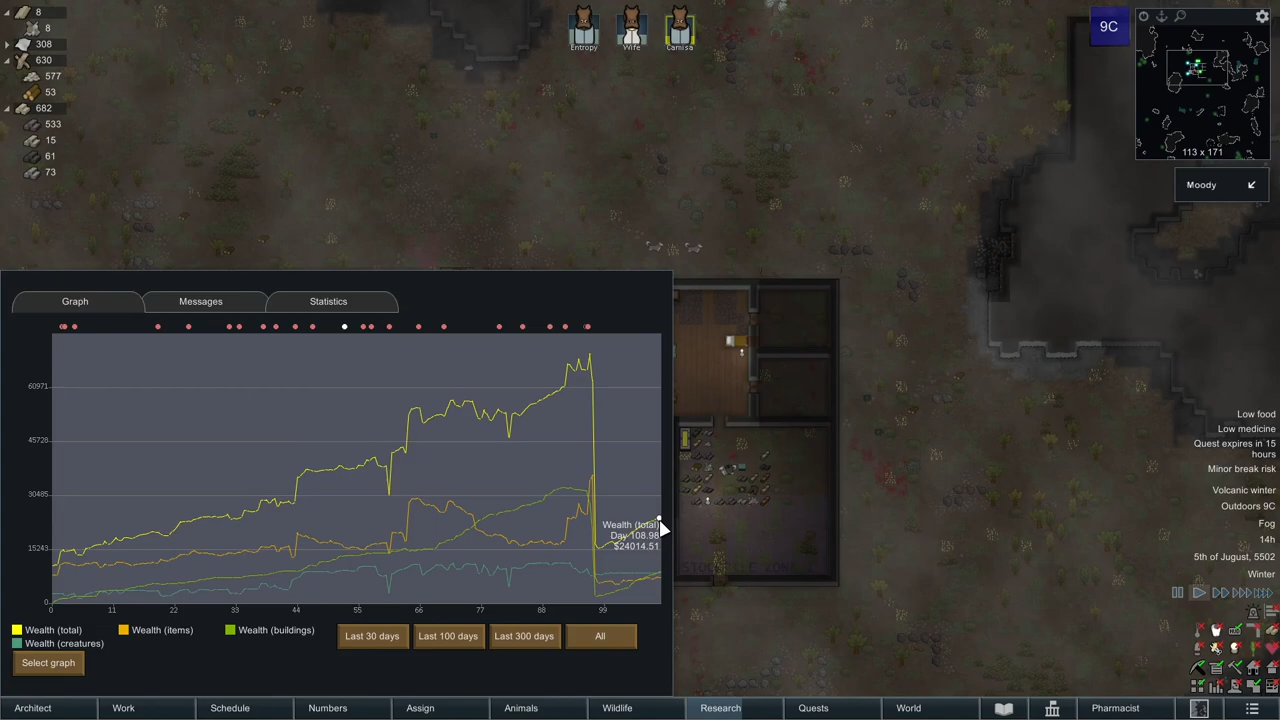 8
8
308
630
577
53
682
533
15
61
73
Entropy
Wife
Camisa
9C
113 x 171
Moody
Graph
Messages
Statistics
60971
45728
30485
15243
0
0
11
22
33
44
55
66
77
88
99
Wealth (total)
Day 108.98
$24014.51
Wealth (total)
Wealth (items)
Wealth (buildings)
Wealth (creatures)
Last 30 days
Last 100 days
Last 300 days
All
Select graph
Low food
Low medicine
Quest expires in 15
hours
Minor break risk
Volcanic winter
Outdoors 9C
Fog
14h
5th of Jugust, 5502
Winter
Architect
Work
Schedule
Numbers
Assign
Animals
Wildlife
Research
Quests
World
Pharmacist